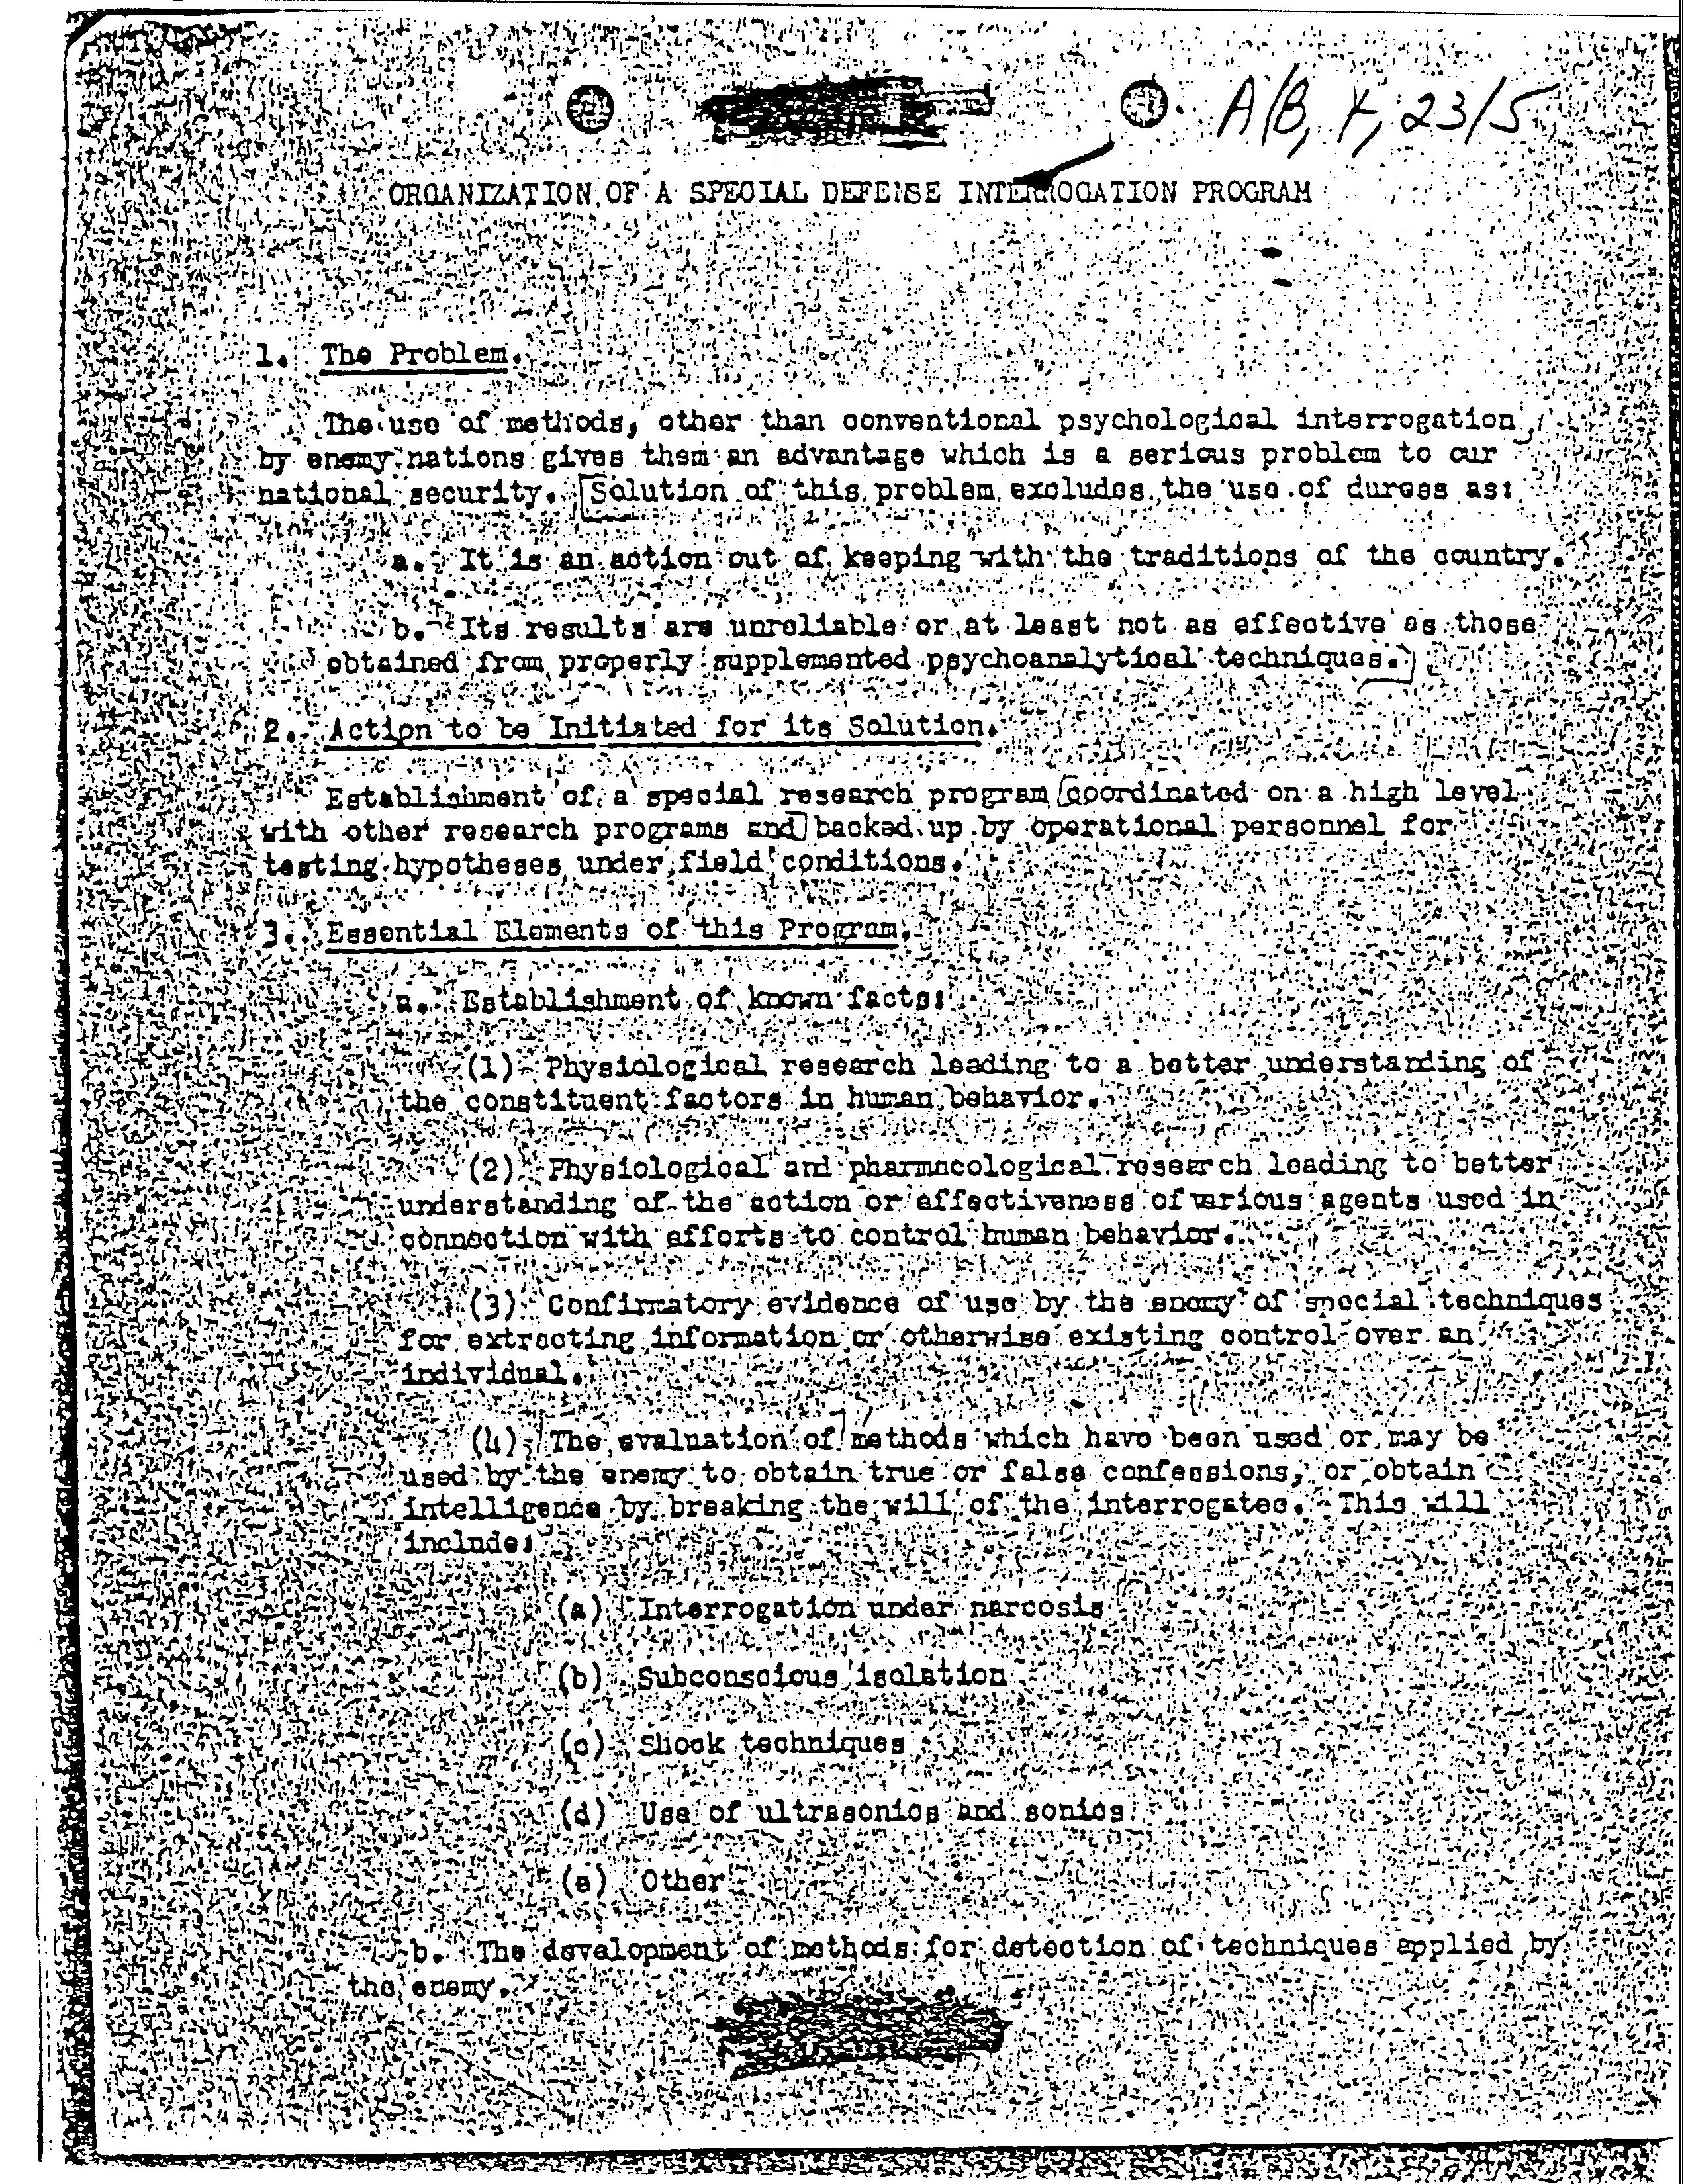 A/B, 4, 23/5
ORGANIZATION OF A SPECIAL DEFENSE INTERROGATION PROGRAM
1. The Problem.
The use of methods, other than conventional psychological interrogation,
by enemy nations gives them an advantage which is a serious problem to our
national security. [Solution of this problem excludes the use of duress as:
a. It is an action out of keeping with the traditions of the country.
b. Its results are unreliable or at least not as effective as those
obtained from properly supplemented psychoanalytical techniques.]
2. Action to be Initiated for its Solution.
Establishment of a special research program [coordinated on a high level
with other research programs and] backed up by operational personnel for
testing hypotheses under field conditions.
3. Essential Elements of this Program.
a. Establishment of known facts:
(1) Physiological research leading to a better understanding of
the constituent factors in human behavior.
(2) Physiological and pharmacological research leading to better
understanding of the action or effectiveness of various agents used in
connection with efforts to control human behavior.
(3) Confirmatory evidence of use by the enemy of special techniques
for extracting information or otherwise existing control over an
individual.
(4) The evaluation of methods which have been used or may be
used by the enemy to obtain true or false confessions, or obtain
intelligence by breaking the will of the interrogatee. This will
include:
(a) Interrogation under narcosis
(b) Subconscious isolation
(c) Shock techniques
(d) Use of ultrasonics and sonics
(e) Other
b. The development of methods for detection of techniques applied by
the enemy.